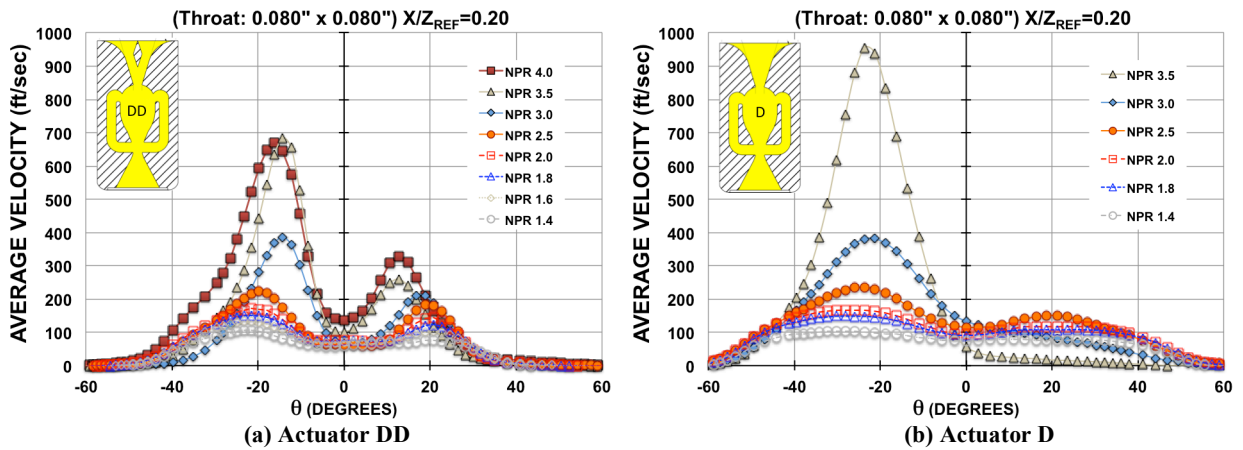 (Throat: 0.080" x 0.080") X/ZREF=0.20
1000
900
800
700
600
500
400
300
200
100
0
AVERAGE VELOCITY (ft/sec)
DD
NPR 4.0
NPR 3.5
NPR 3.0
NPR 2.5
NPR 2.0
NPR 1.8
NPR 1.6
NPR 1.4
-60 -40 -20 0 20 40 60
θ (DEGREES)
(a) Actuator DD
(Throat: 0.080" x 0.080") X/ZREF=0.20
1000
900
800
700
600
500
400
300
200
100
0
AVERAGE VELOCITY (ft/sec)
D
NPR 3.5
NPR 3.0
NPR 2.5
NPR 2.0
NPR 1.8
NPR 1.4
-60 -40 -20 0 20 40 60
θ (DEGREES)
(b) Actuator D